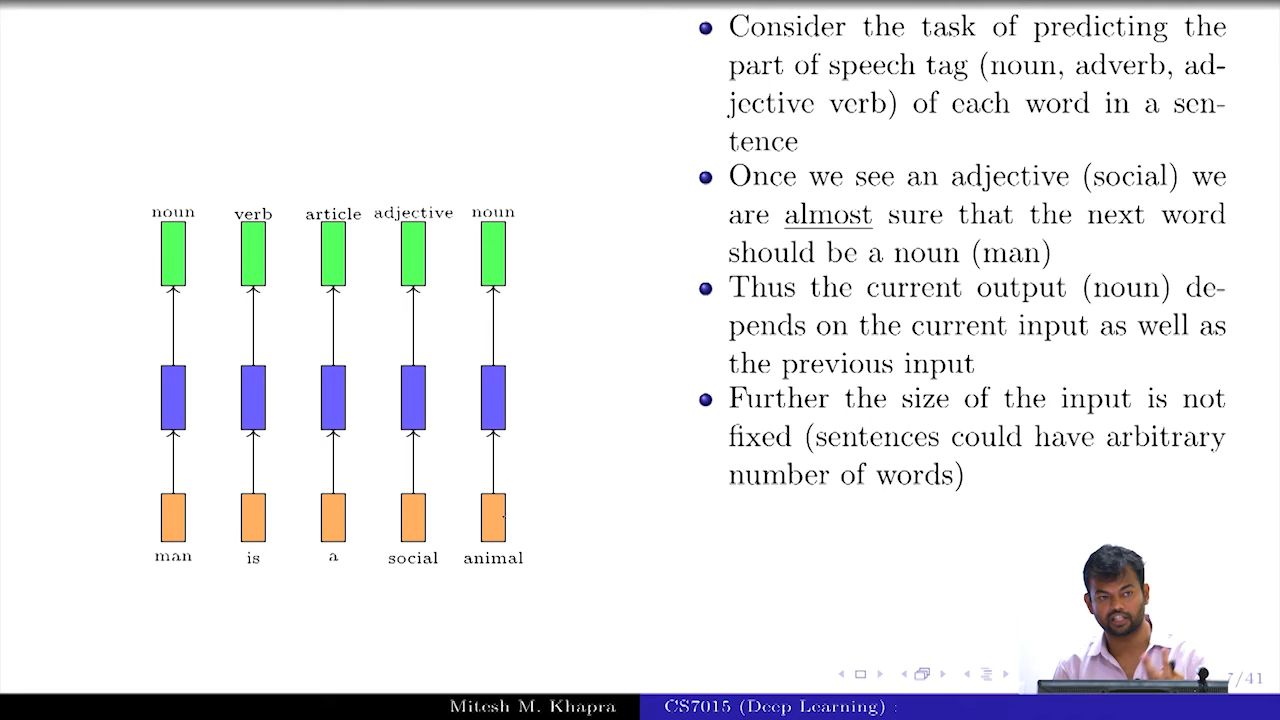 noun verb article adjective noun
man is a social animal
Consider the task of predicting the
part of speech tag (noun, adverb, ad-
jective verb) of each word in a sen-
tence
Once we see an adjective (social) we
are almost sure that the next word
should be a noun (man)
Thus the current output (noun) de-
pends on the current input as well as
the previous input
Further the size of the input is not
fixed (sentences could have arbitrary
number of words)
7/41
Mitesh M. Khapra
CS7015 (Deep Learning) :